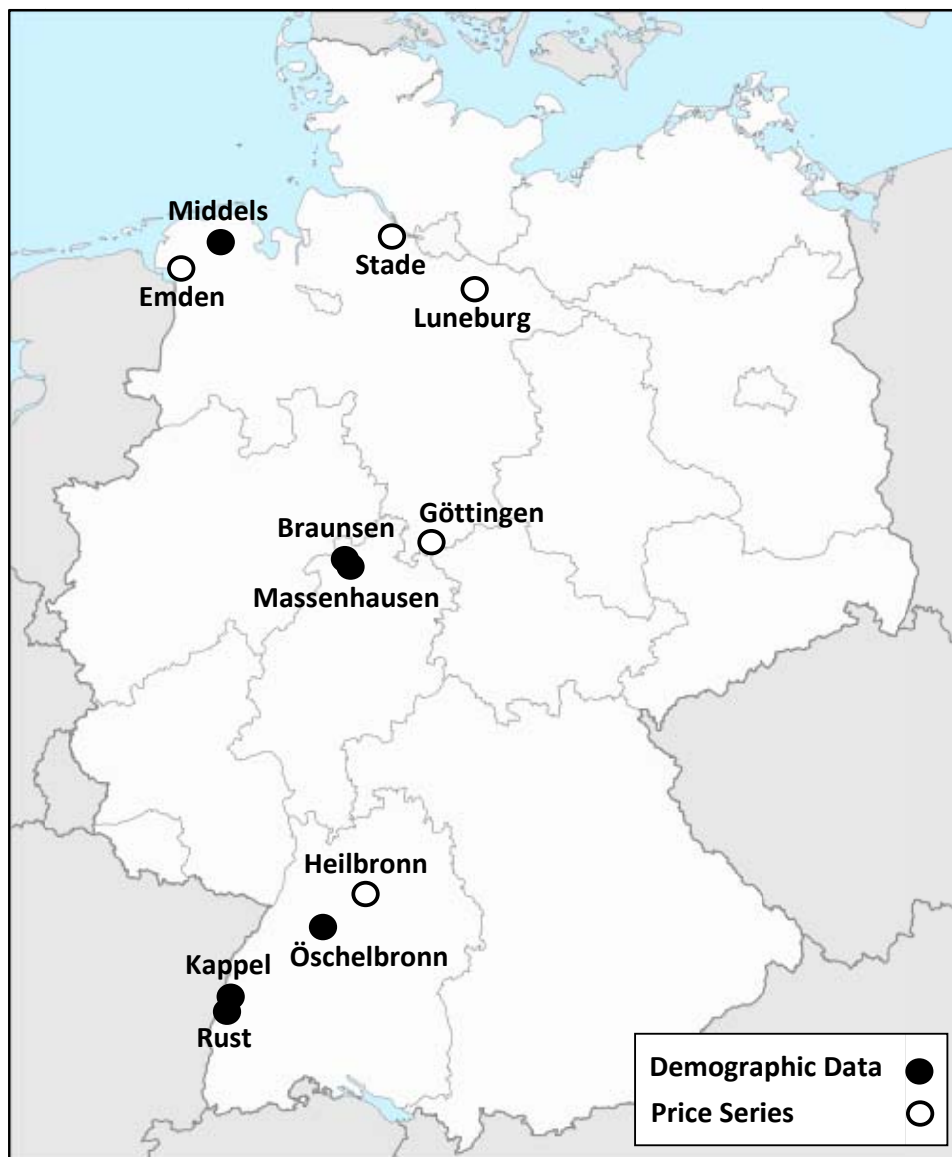 Middels
Stade
Emden
Luneburg
Göttingen
Braunsen
Massenhausen
Heilbronn
Öschelbronn
Kappel
Rust
Demographic Data
Price Series